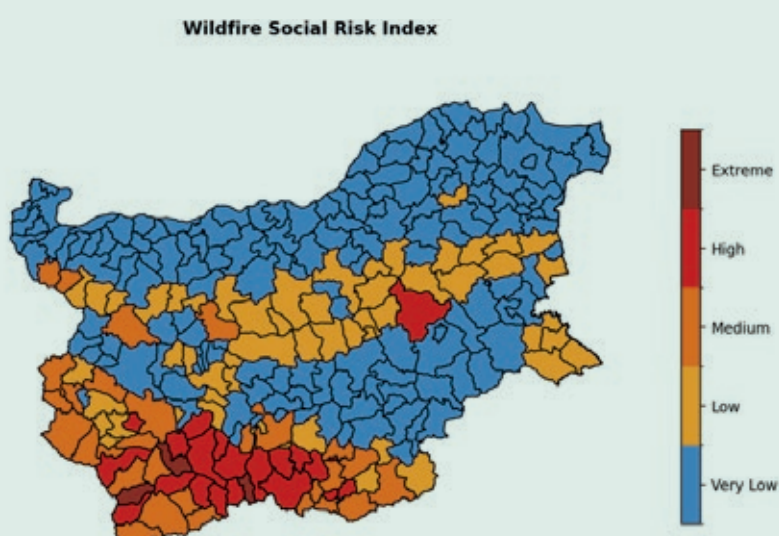 Wildfire Social Risk Index
Extreme
High
Medium
Low
Very Low